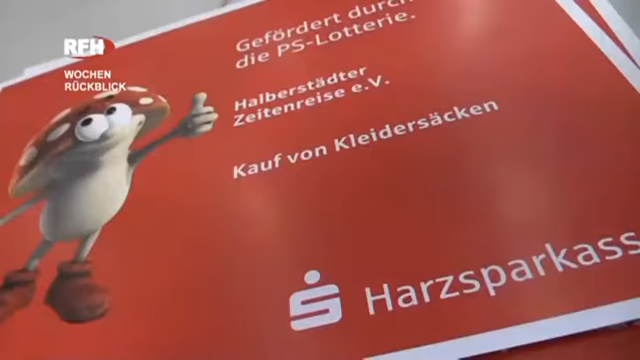 RFH
WOCHEN
RÜCKBLICK
Gefördert durch
die PS-Lotterie.
Halberstädter
Zeitenreise e.V.
Kauf von Kleidersäcken
Harzsparkass